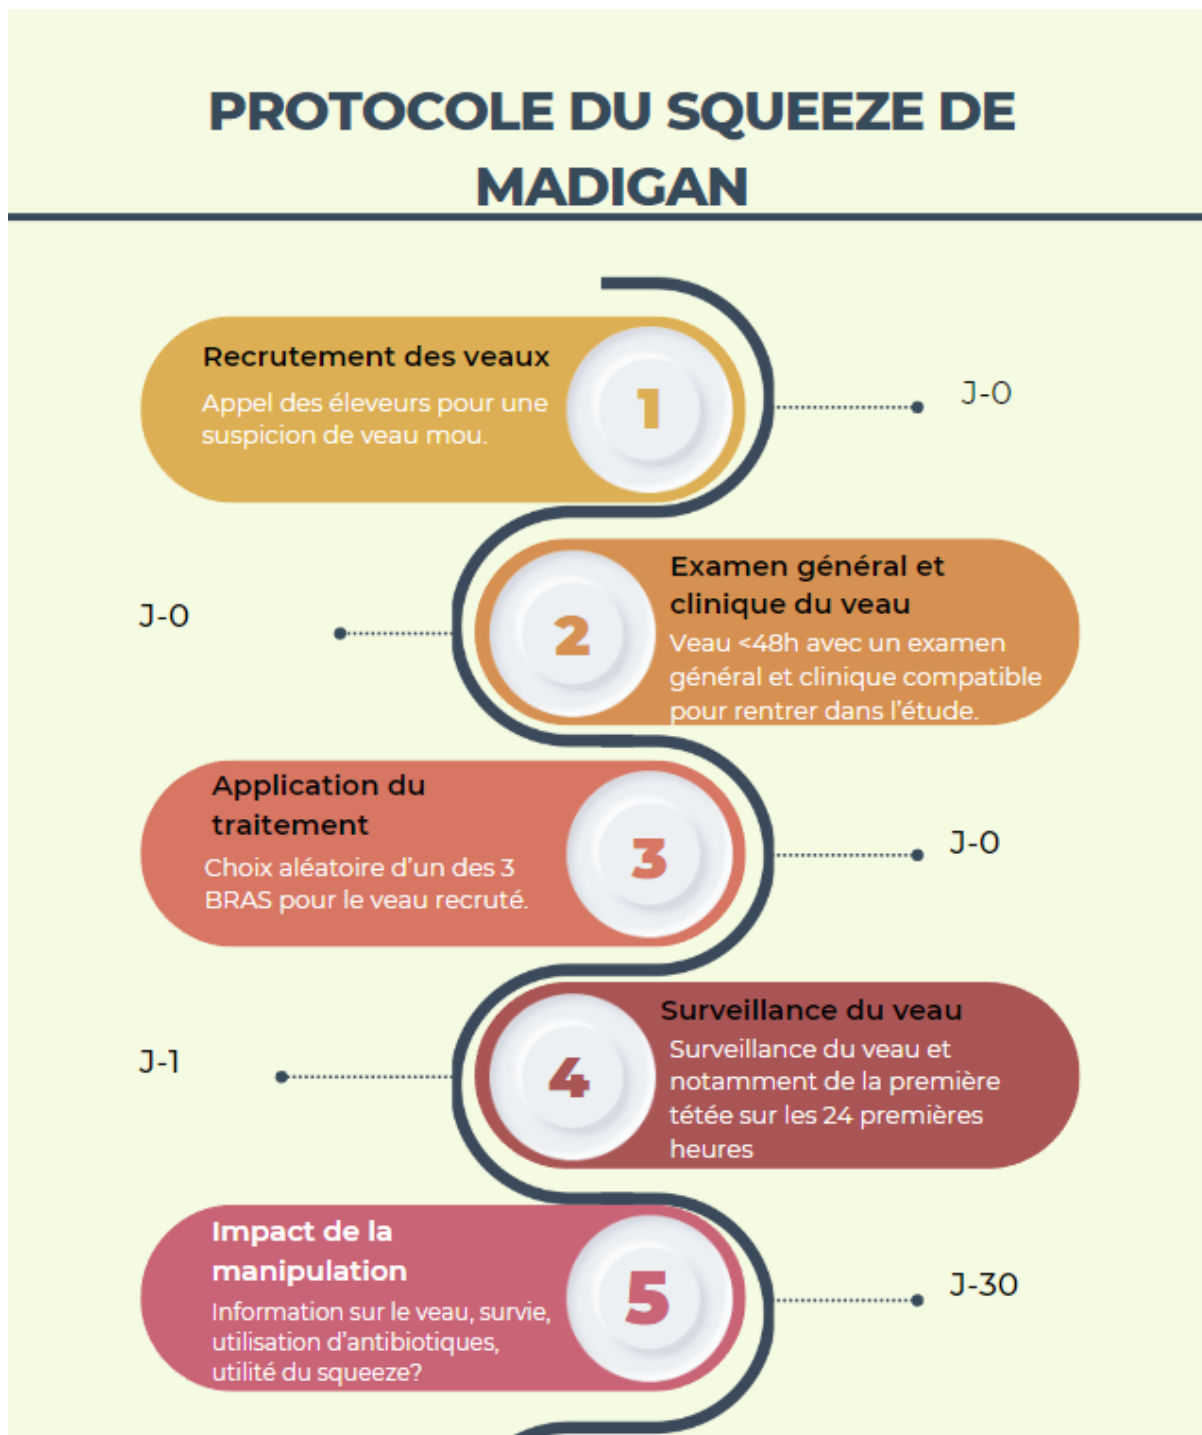 PROTOCOLE DU SQUEEZE DE
MADIGAN
Recrutement des veaux
Appel des éleveurs pour une
suspicion de veau mou.
1
J-0
J-0
2
Examen général et
clinique du veau
Veau <48h avec un examen
général et clinique compatible
pour rentrer dans l'étude.
Application du
traitement
Choix aléatoire d'un des 3
BRAS pour le veau recruté.
3
J-0
J-1
4
Surveillance du veau
Surveillance du veau et
notamment de la première
tétée sur les 24 premières
heures
Impact de la
manipulation
Information sur le veau, survie,
utilisation d'antibiotiques,
utilité du squeeze?
5
J-30